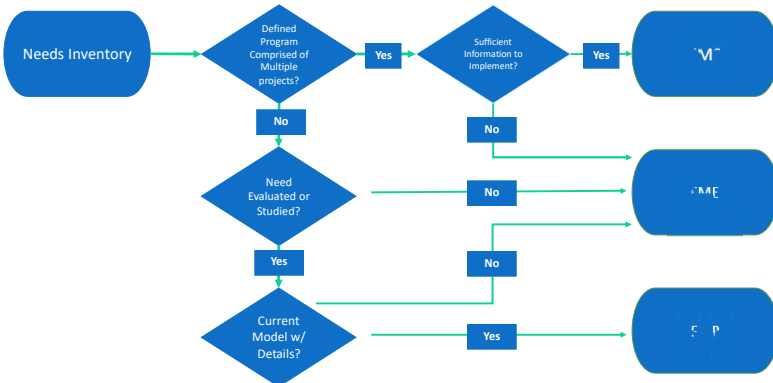 Needs Inventory
Defined
Program
Comprised of
Multiple
projects?
Yes
Sufficient
Information to
Implement?
Yes
No
No
Need
Evaluated or
Studied?
No
Yes
No
Current
Model w/
Details?
Yes